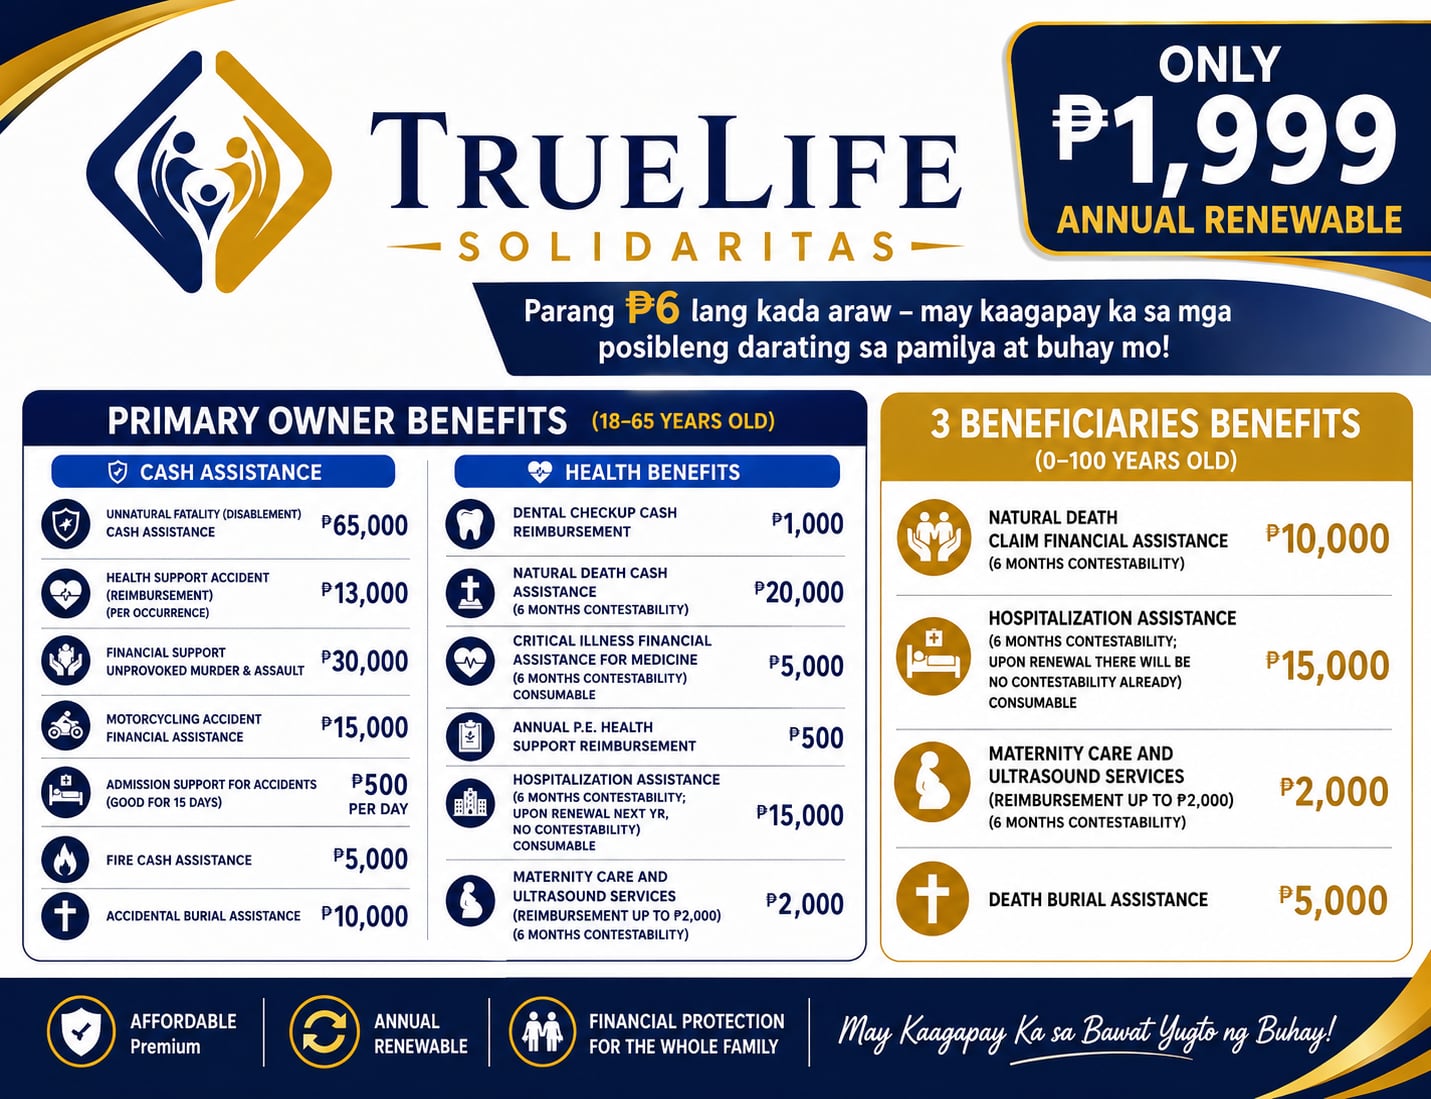 TRUELIFE
SOLIDARITAS
ONLY
₱1,999
ANNUAL RENEWABLE
Parang ₱6 lang kada araw – may kaagapay ka sa mga
posibleng darating sa pamilya at buhay mo!
PRIMARY OWNER BENEFITS (18–65 YEARS OLD)
CASH ASSISTANCE
UNNATURAL FATALITY (DISABLEMENT)
CASH ASSISTANCE
₱65,000
HEALTH SUPPORT ACCIDENT
(REIMBURSEMENT)
(PER OCCURRENCE)
₱13,000
FINANCIAL SUPPORT
UNPROVOKED MURDER & ASSAULT
₱30,000
MOTORCYCLING ACCIDENT
FINANCIAL ASSISTANCE
₱15,000
ADMISSION SUPPORT FOR ACCIDENTS
(GOOD FOR 15 DAYS)
₱500
PER DAY
FIRE CASH ASSISTANCE
₱5,000
ACCIDENTAL BURIAL ASSISTANCE
₱10,000
HEALTH BENEFITS
DENTAL CHECKUP CASH
REIMBURSEMENT
₱1,000
NATURAL DEATH CASH
ASSISTANCE
(6 MONTHS CONTESTABILITY)
₱20,000
CRITICAL ILLNESS FINANCIAL
ASSISTANCE FOR MEDICINE
(6 MONTHS CONTESTABILITY)
CONSUMABLE
₱5,000
ANNUAL P.E. HEALTH
SUPPORT REIMBURSEMENT
₱500
HOSPITALIZATION ASSISTANCE
(6 MONTHS CONTESTABILITY;
UPON RENEWAL NEXT YR,
NO CONTESTABILITY)
CONSUMABLE
₱15,000
MATERNITY CARE AND
ULTRASOUND SERVICES
(REIMBURSEMENT UP TO ₱2,000)
(6 MONTHS CONTESTABILITY)
₱2,000
3 BENEFICIARIES BENEFITS
(0–100 YEARS OLD)
NATURAL DEATH
CLAIM FINANCIAL ASSISTANCE
(6 MONTHS CONTESTABILITY)
₱10,000
HOSPITALIZATION ASSISTANCE
(6 MONTHS CONTESTABILITY;
UPON RENEWAL THERE WILL BE
NO CONTESTABILITY ALREADY)
CONSUMABLE
₱15,000
MATERNITY CARE AND
ULTRASOUND SERVICES
(REIMBURSEMENT UP TO ₱2,000)
(6 MONTHS CONTESTABILITY)
₱2,000
DEATH BURIAL ASSISTANCE
₱5,000
AFFORDABLE
Premium
ANNUAL
RENEWABLE
FINANCIAL PROTECTION
FOR THE WHOLE FAMILY
May Kaagapay Ka sa Bawat Yugto ng Buhay!